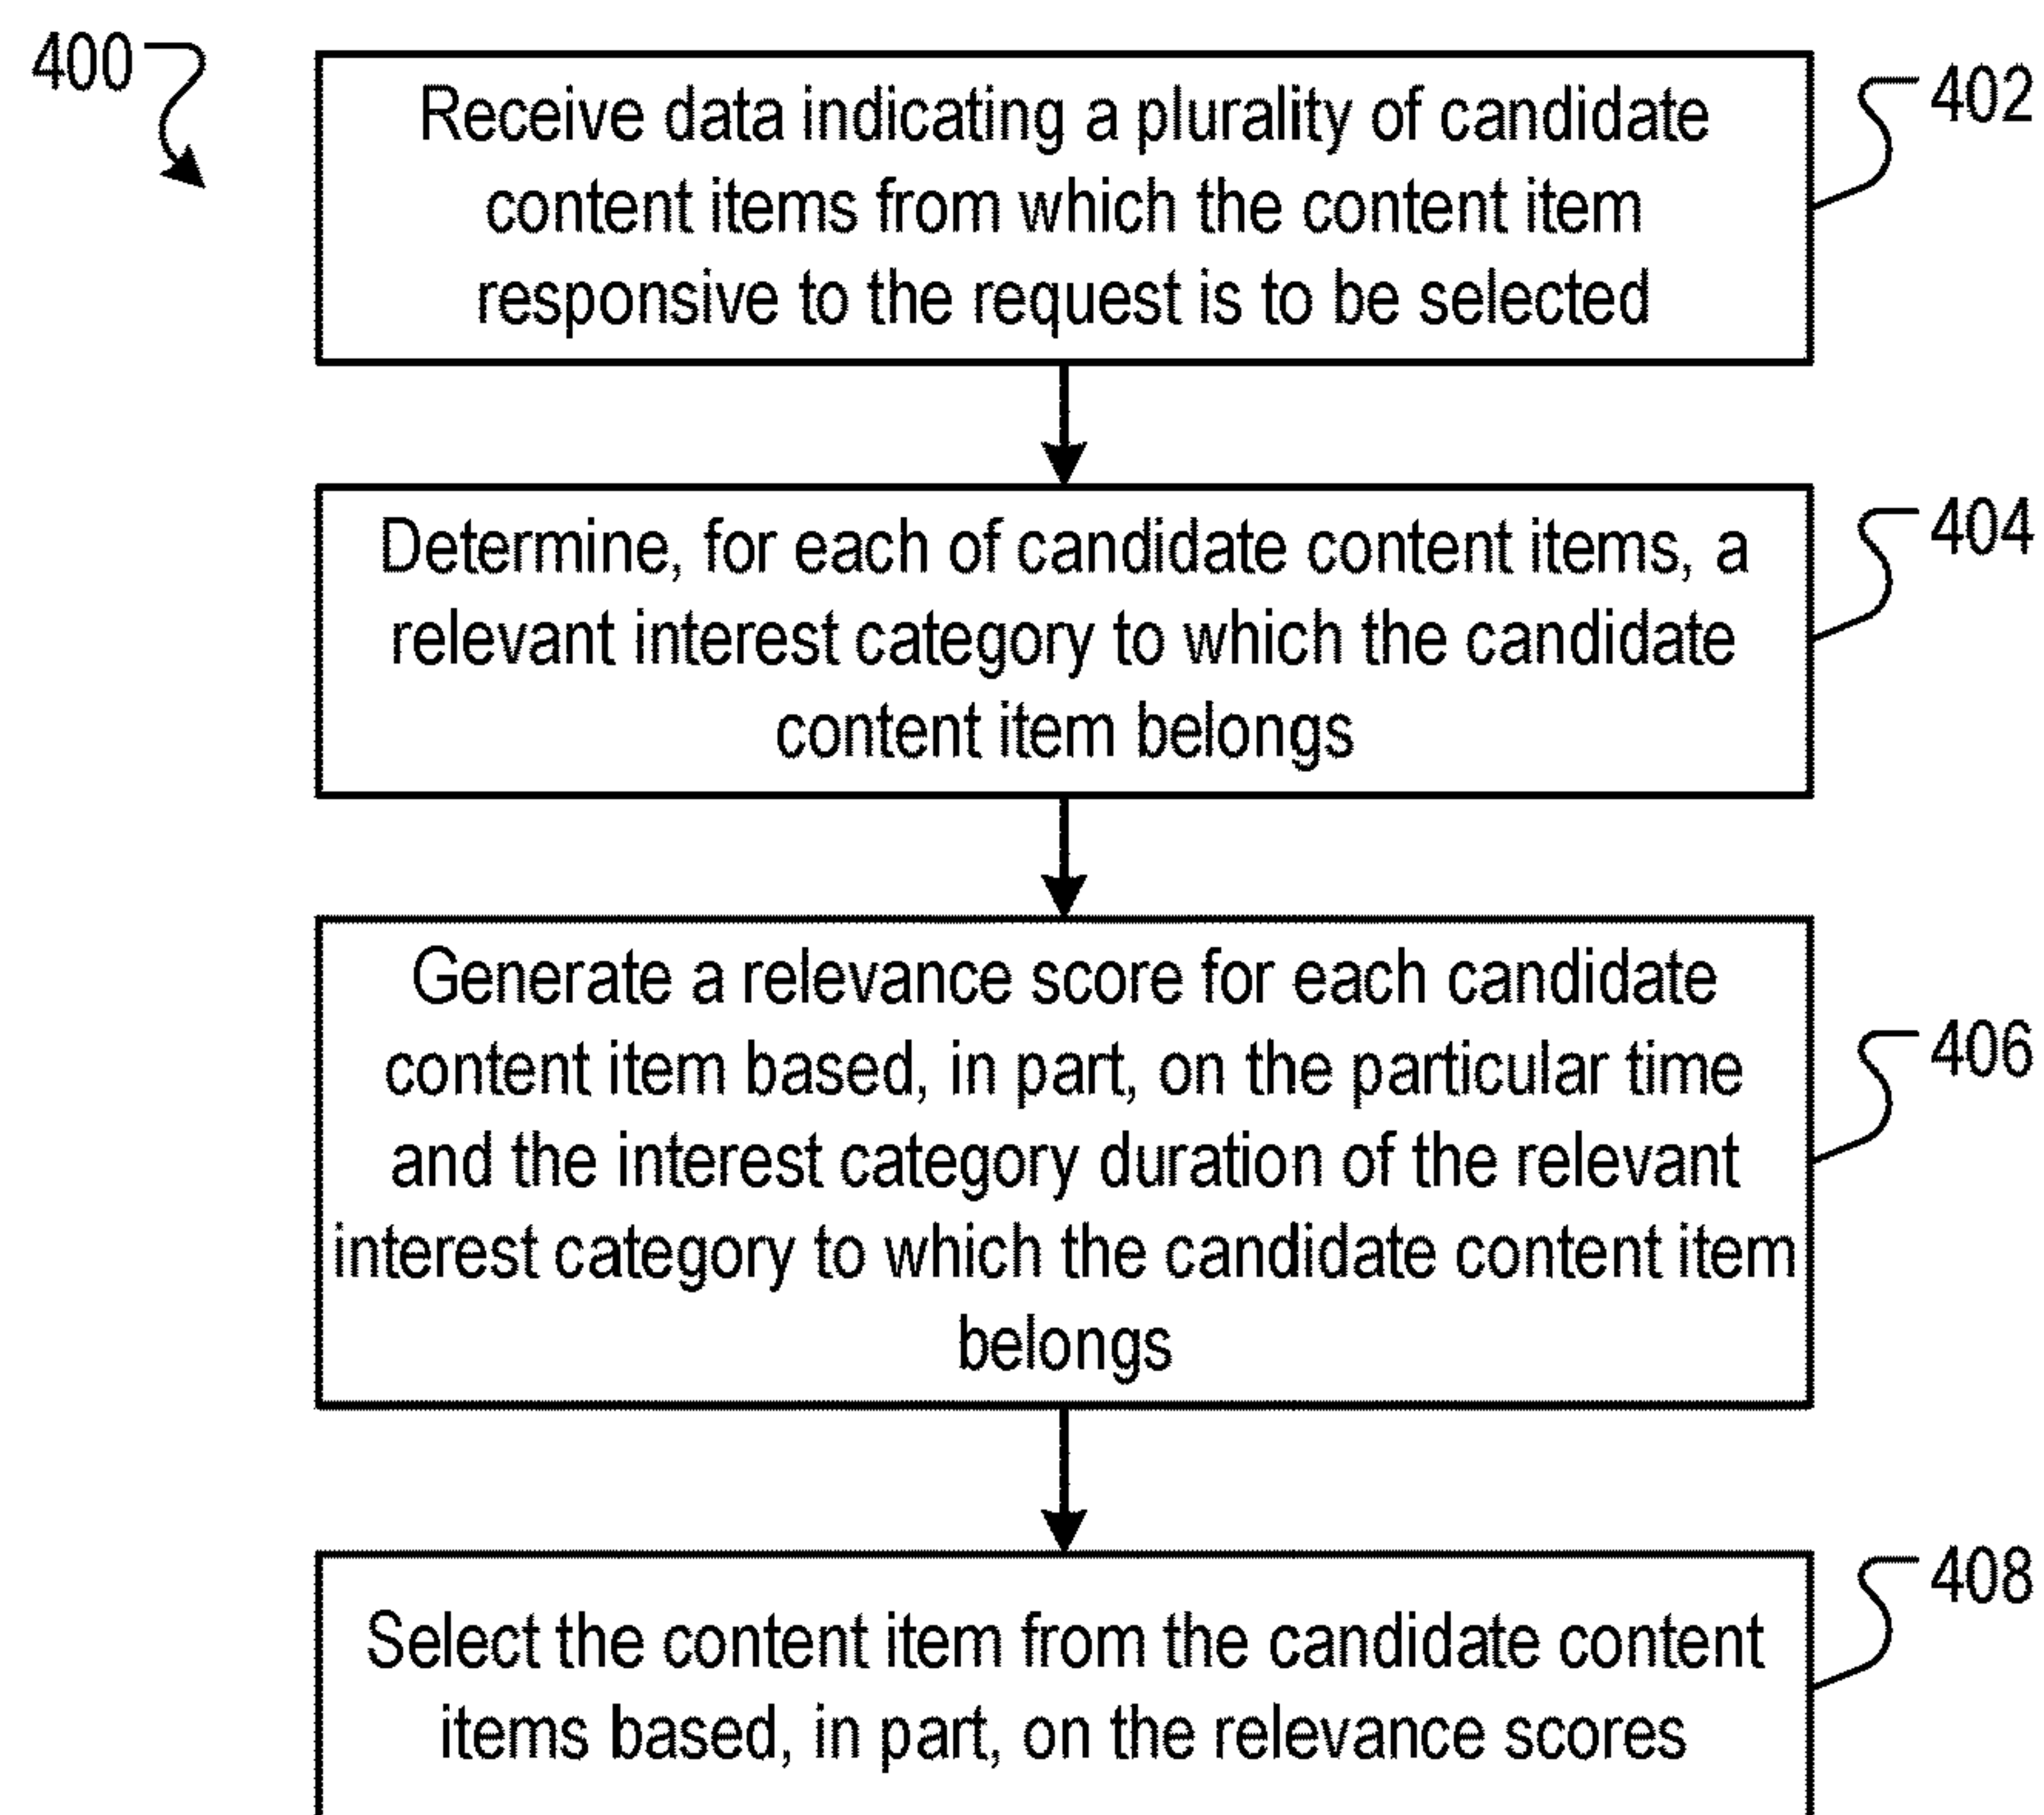 400
Receive data indicating a plurality of candidate
content items from which the content item
responsive to the request is to be selected
402
Determine, for each of candidate content items, a
relevant interest category to which the candidate
content item belongs
404
Generate a relevance score for each candidate
content item based, in part, on the particular time
and the interest category duration of the relevant
interest category to which the candidate content item
belongs
406
Select the content item from the candidate content
items based, in part, on the relevance scores
408